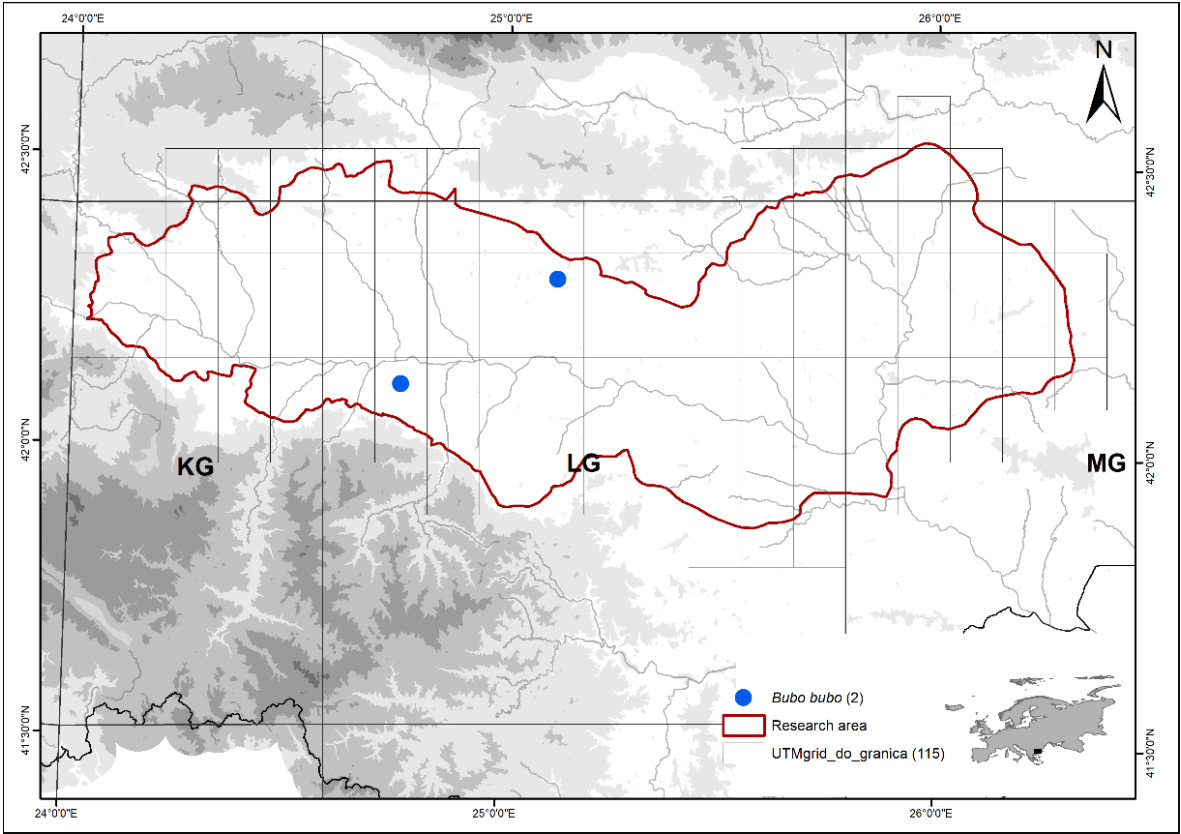 24°0'0"E 25°0'0"E 26°0'0"E
N
42°30'0"N
42°30'0"N
42°0'0"N
KG LG MG
42°0'0"N
41°30'0"N
41°30'0"N
Bubo bubo (2)
Research area
UTMgrid_do_granica (115)
24°0'0"E 25°0'0"E 26°0'0"E